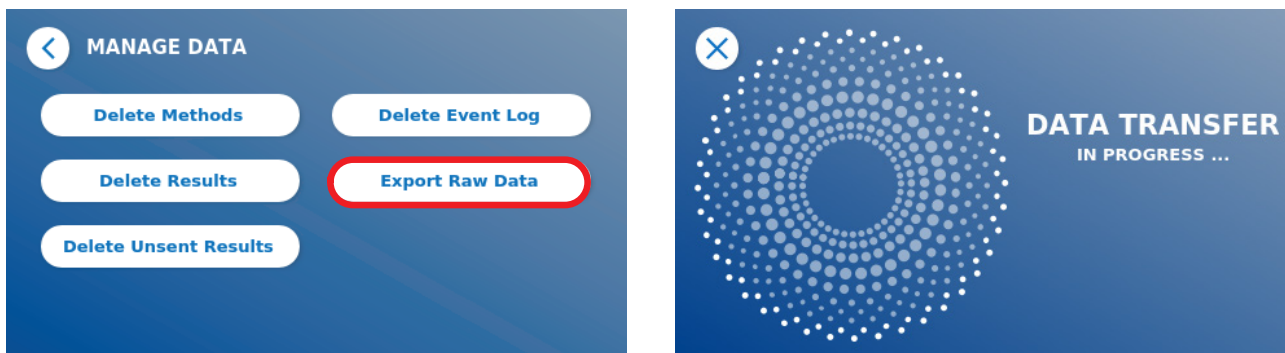 MANAGE DATA
Delete Methods
Delete Event Log
Delete Results
Export Raw Data
Delete Unsent Results
DATA TRANSFER
IN PROGRESS ...